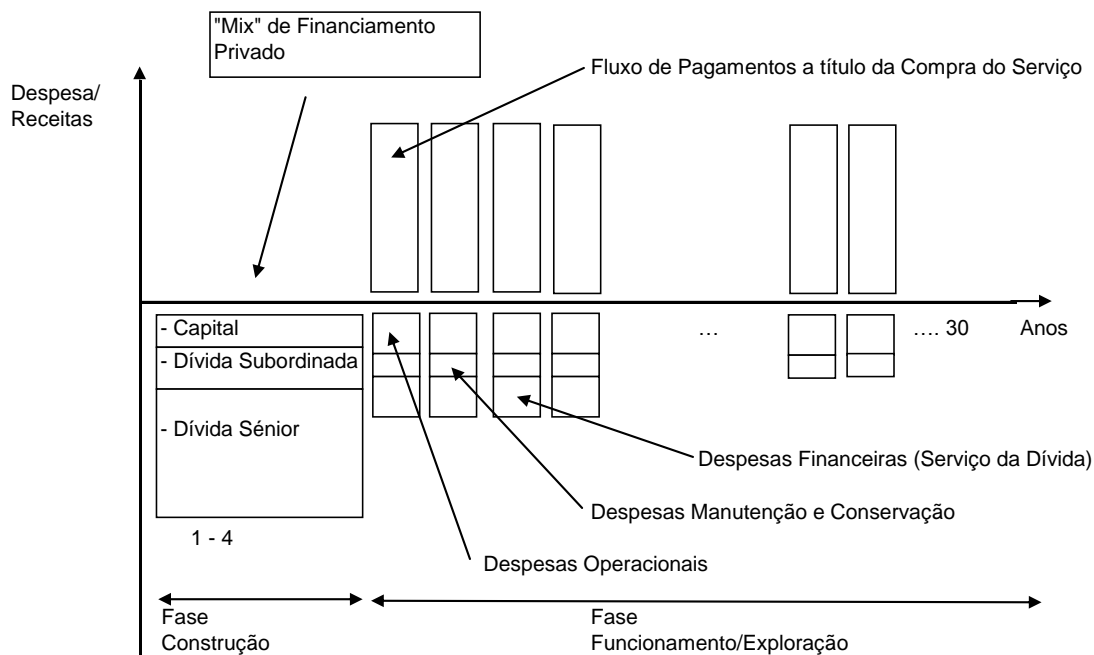 "Mix" de Financiamento
Privado
Fluxo de Pagamentos a título da Compra do Serviço
Despesa/
Receitas
- Capital
- Dívida Subordinada
- Dívida Sénior
…
…. 30
Anos
Despesas Financeiras (Serviço da Dívida)
Despesas Manutenção e Conservação
1 - 4
Despesas Operacionais
Fase
Construção
Fase
Funcionamento/Exploração